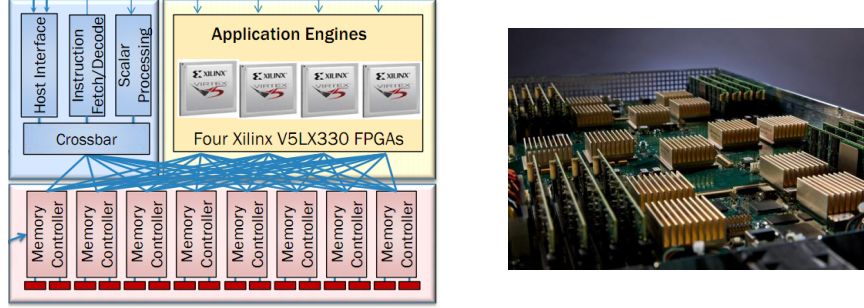 Host Interface
Instruction
Fetch/Decode
Scalar
Processing
Crossbar
Application Engines
XILINX
VIRTEX
5
XILINX
VIRTEX
5
XILINX
VIRTEX
5
XILINX
VIRTEX
5
Four Xilinx V5LX330 FPGAs
Memory
Controller
Memory
Controller
Memory
Controller
Memory
Controller
Memory
Controller
Memory
Controller
Memory
Controller
Memory
Controller